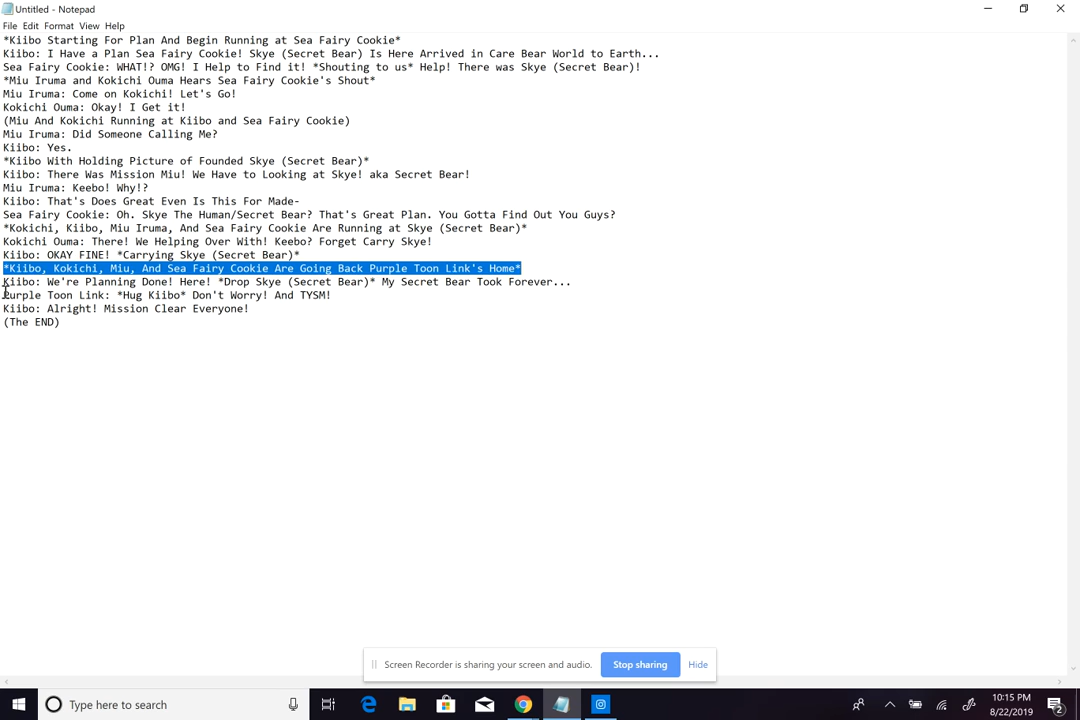 Untitled - Notepad
File Edit Format View Help
*Kiibo Starting For Plan And Begin Running at Sea Fairy Cookie*
Kiibo: I Have a Plan Sea Fairy Cookie! Skye (Secret Bear) Is Here Arrived in Care Bear World to Earth...
Sea Fairy Cookie: WHAT!? OMG! I Help to Find it! *Shouting to us* Help! There was Skye (Secret Bear)!
*Miu Iruma and Kokichi Ouma Hears Sea Fairy Cookie's Shout*
Miu Iruma: Come on Kokichi! Let's Go!
Kokichi Ouma: Okay! I Get it!
(Miu And Kokichi Running at Kiibo and Sea Fairy Cookie)
Miu Iruma: Did Someone Calling Me?
Kiibo: Yes.
*Kiibo With Holding Picture of Founded Skye (Secret Bear)*
Kiibo: There Was Mission Miu! We Have to Looking at Skye! aka Secret Bear!
Miu Iruma: Keebo! Why!?
Kiibo: That's Does Great Even Is This For Made-
Sea Fairy Cookie: Oh. Skye The Human/Secret Bear? That's Great Plan. You Gotta Find Out You Guys?
*Kokichi, Kiibo, Miu Iruma, And Sea Fairy Cookie Are Running at Skye (Secret Bear)*
Kokichi Ouma: There! We Helping Over With! Keebo? Forget Carry Skye!
Kiibo: OKAY FINE! *Carrying Skye (Secret Bear)*
*Kiibo, Kokichi, Miu, And Sea Fairy Cookie Are Going Back Purple Toon Link's Home*
Kiibo: We're Planning Done! Here! *Drop Skye (Secret Bear)* My Secret Bear Took Forever...
Purple Toon Link: *Hug Kiibo* Don't Worry! And TYSM!
Kiibo: Alright! Mission Clear Everyone!
(The END)
Screen Recorder is sharing your screen and audio. Stop sharing Hide
Type here to search
10:15 PM
8/22/2019
2